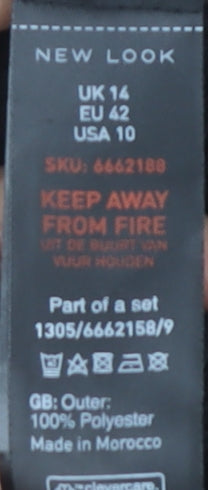 NEW LOOK
UK 14
EU 42
USA 10
SKU: 6662188
KEEP AWAY
FROM FIRE
UIT DE BUURT VAN
VUUR HOUDEN
Part of a set
1305/6662158/9
GB: Outer:
100% Polyester
Made in Morocco
clevercare